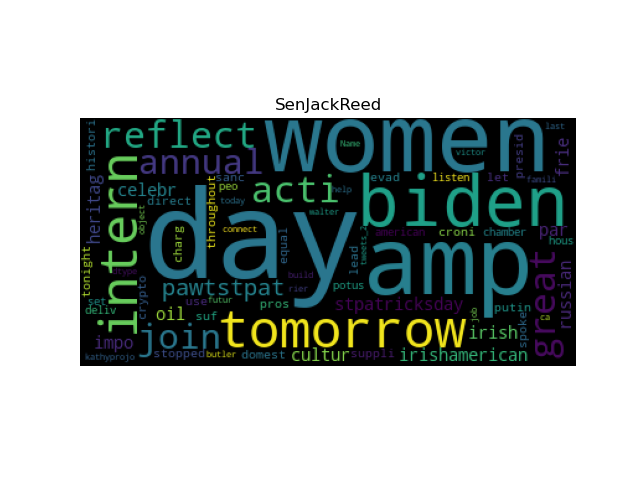 SenJackReed
histori
reflect
women
Name
last
victor
annual
intern
presid
frie
heritag
celebr
sanc
peo
acti
evad
listen
let
help
famili
direct
throughout
today
biden
day
object
walter
american
croni
chamber
par
hous
charg
connect
equal
lead
tweets_2
amp
tonight
dtype
crypto
build
pawtstpat
potus
great
russian
set
use
futur
rier
pros
stpatricksday
putin
deliv
oil
suf
tomorrow
job
irish
spoke
ca
join
impo
kathyprojo
stopped
butler
domest
cultur
suppli
irishamerican